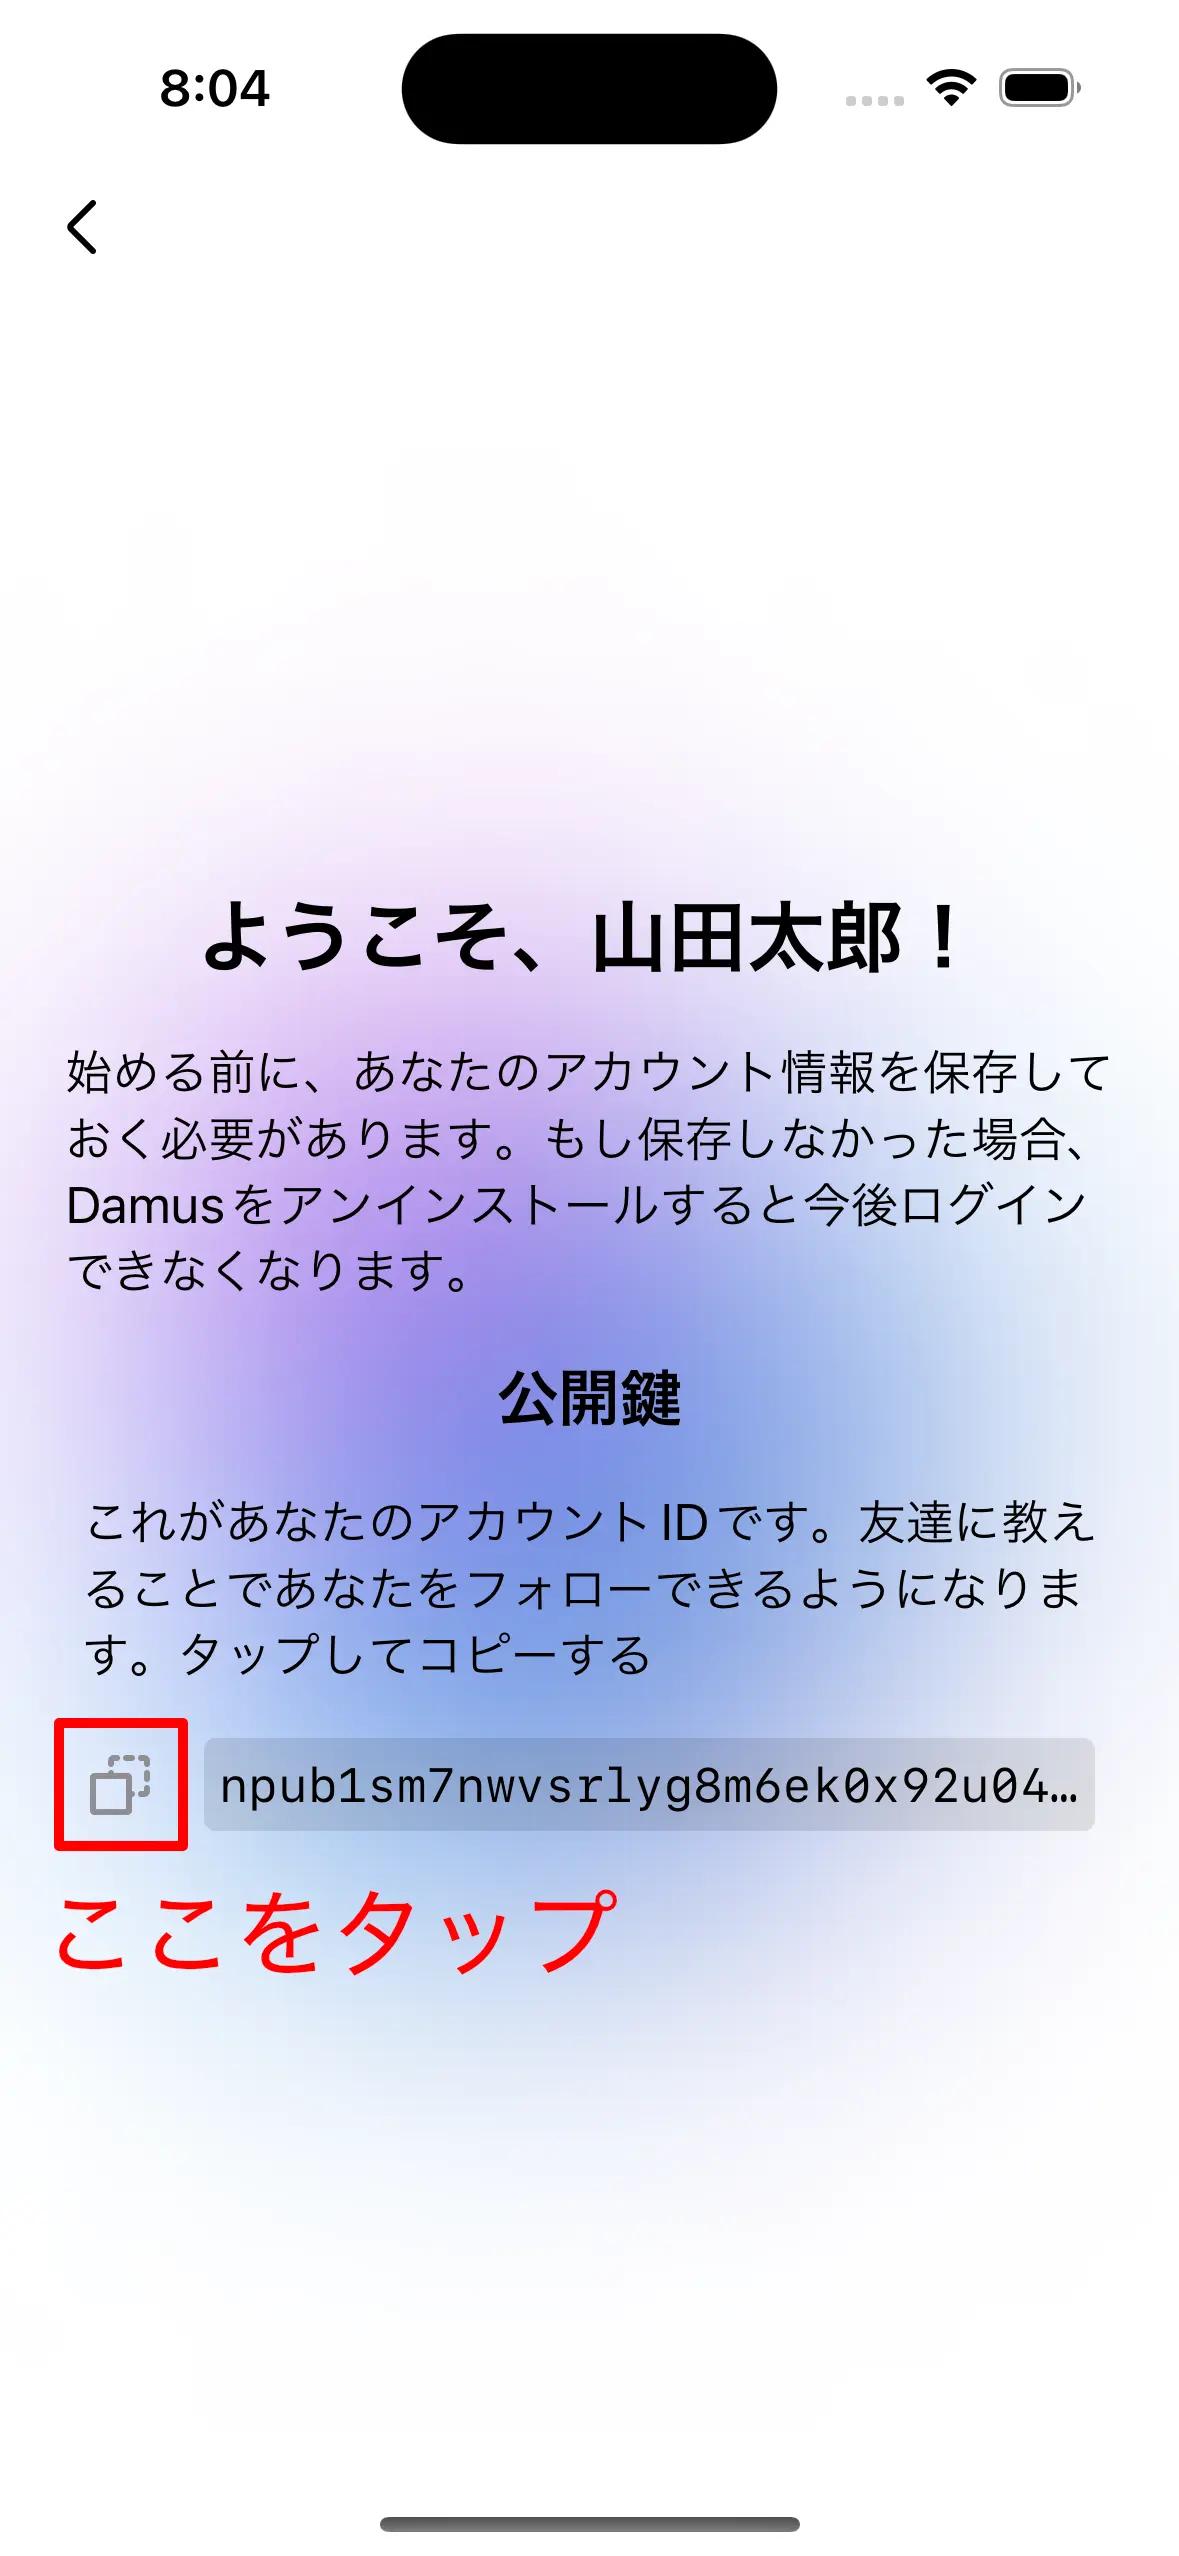 8:04
ようこそ、山田太郎！
始める前に、あなたのアカウント情報を保存して
おく必要があります。もし保存しなかった場合、
Damusをアンインストールすると今後ログイン
できなくなります。
公開鍵
これがあなたのアカウントIDです。友達に教え
ることであなたをフォローできるようになりま
す。タップしてコピーする
npub1sm7nwvsrlyg8m6ek0x92u04…
ここをタップ